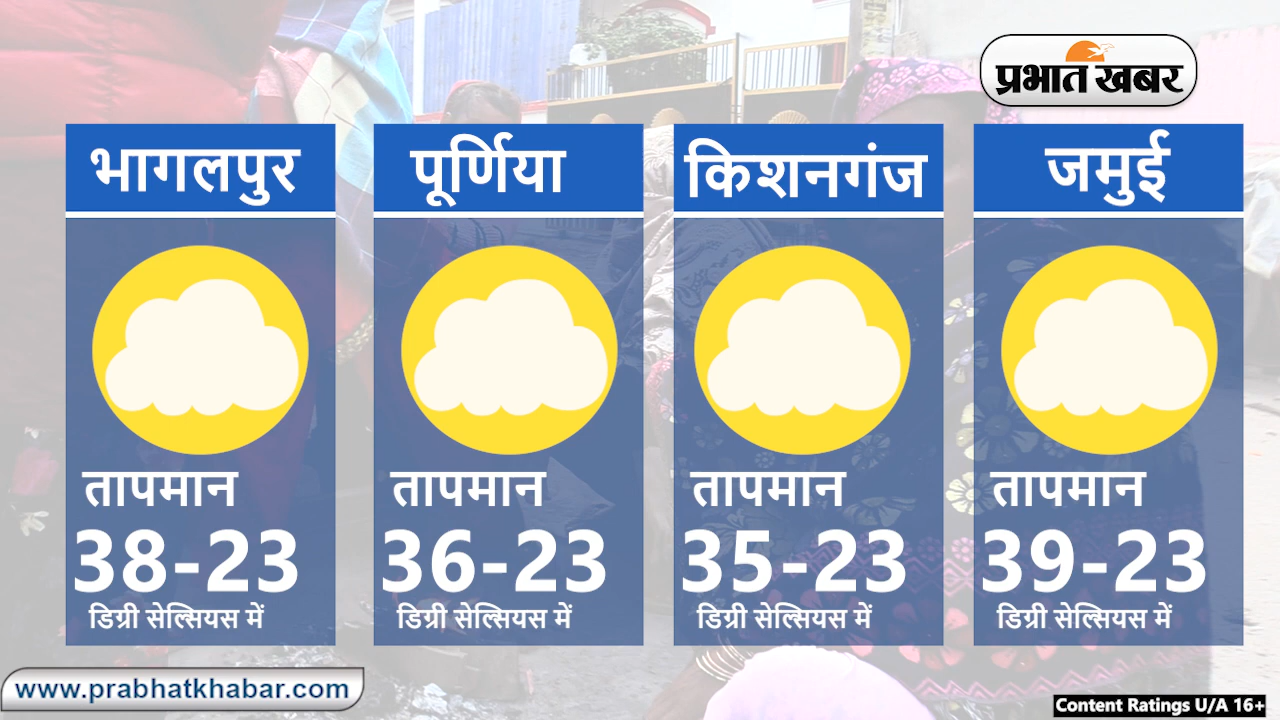 प्रभात खबर
भागलपुर
तापमान
38-23
डिग्री सेल्सियस में
पूर्णिया
तापमान
36-23
डिग्री सेल्सियस में
किशनगंज
तापमान
35-23
डिग्री सेल्सियस में
जमुई
तापमान
39-23
डिग्री सेल्सियस में
www.prabhatkhabar.com
Content Ratings U/A 16+